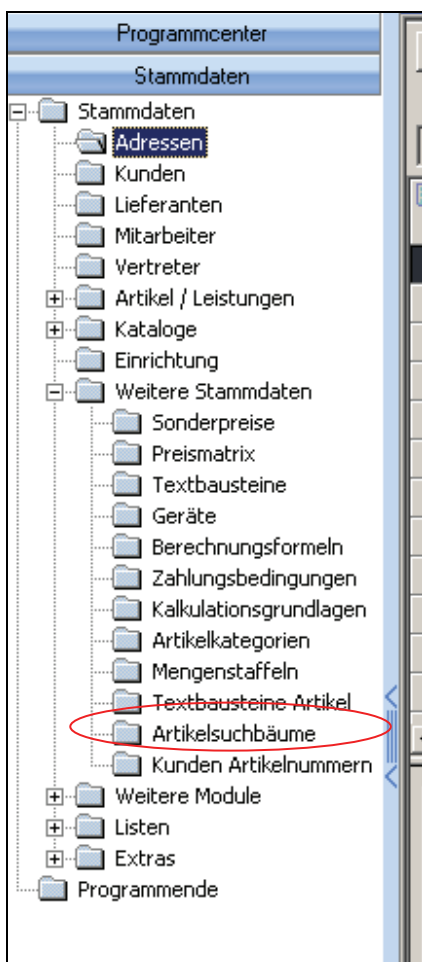 Programmcenter
Stammdaten
Stammdaten
Adressen
Kunden
Lieferanten
Mitarbeiter
Vertreter
Artikel / Leistungen
Kataloge
Einrichtung
Weitere Stammdaten
Sonderpreise
Preismatrix
Textbausteine
Geräte
Berechnungsformeln
Zahlungsbedingungen
Kalkulationsgrundlagen
Artikelkategorien
Mengenstaffeln
Textbausteine Artikel
Artikelsuchbäume
Kunden Artikelnummern
Weitere Module
Listen
Extras
Programmende